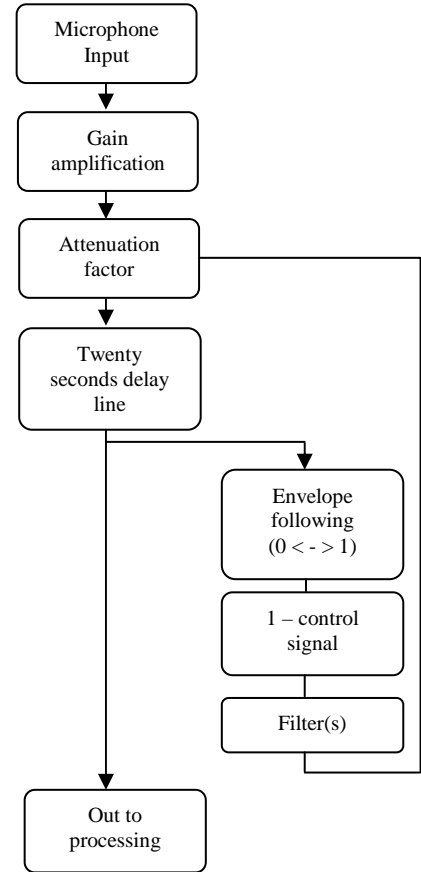 Microphone
Input
Gain
amplification
Attenuation
factor
Twenty
seconds delay
line
Envelope
following
(0 < - > 1)
1 – control
signal
Filter(s)
Out to
processing